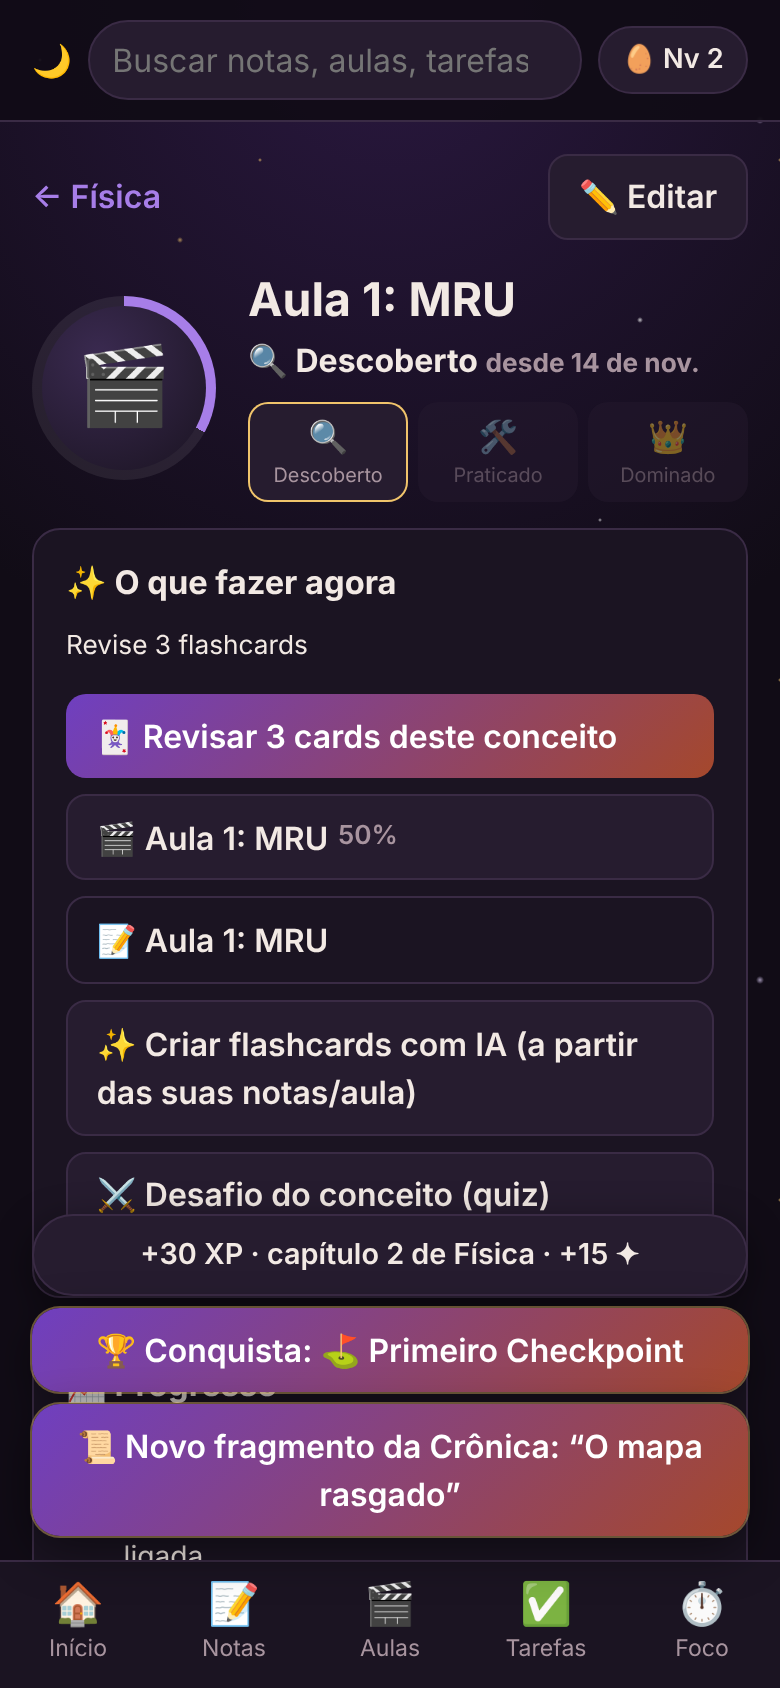 Buscar notas, aulas, tarefas
Nv 2
← Física
Editar
Aula 1: MRU
Descoberto desde 14 de nov.
Descoberto
Praticado
Dominado
O que fazer agora
Revise 3 flashcards
Revisar 3 cards deste conceito
Aula 1: MRU 50%
Aula 1: MRU
Criar flashcards com IA (a partir
das suas notas/aula)
Desafio do conceito (quiz)
+30 XP · capítulo 2 de Física · +15 ✦
Conquista: Primeiro Checkpoint
Progresso
Novo fragmento da Crônica: “O mapa
rasgado”
ligada
Início
Notas
Aulas
Tarefas
Foco